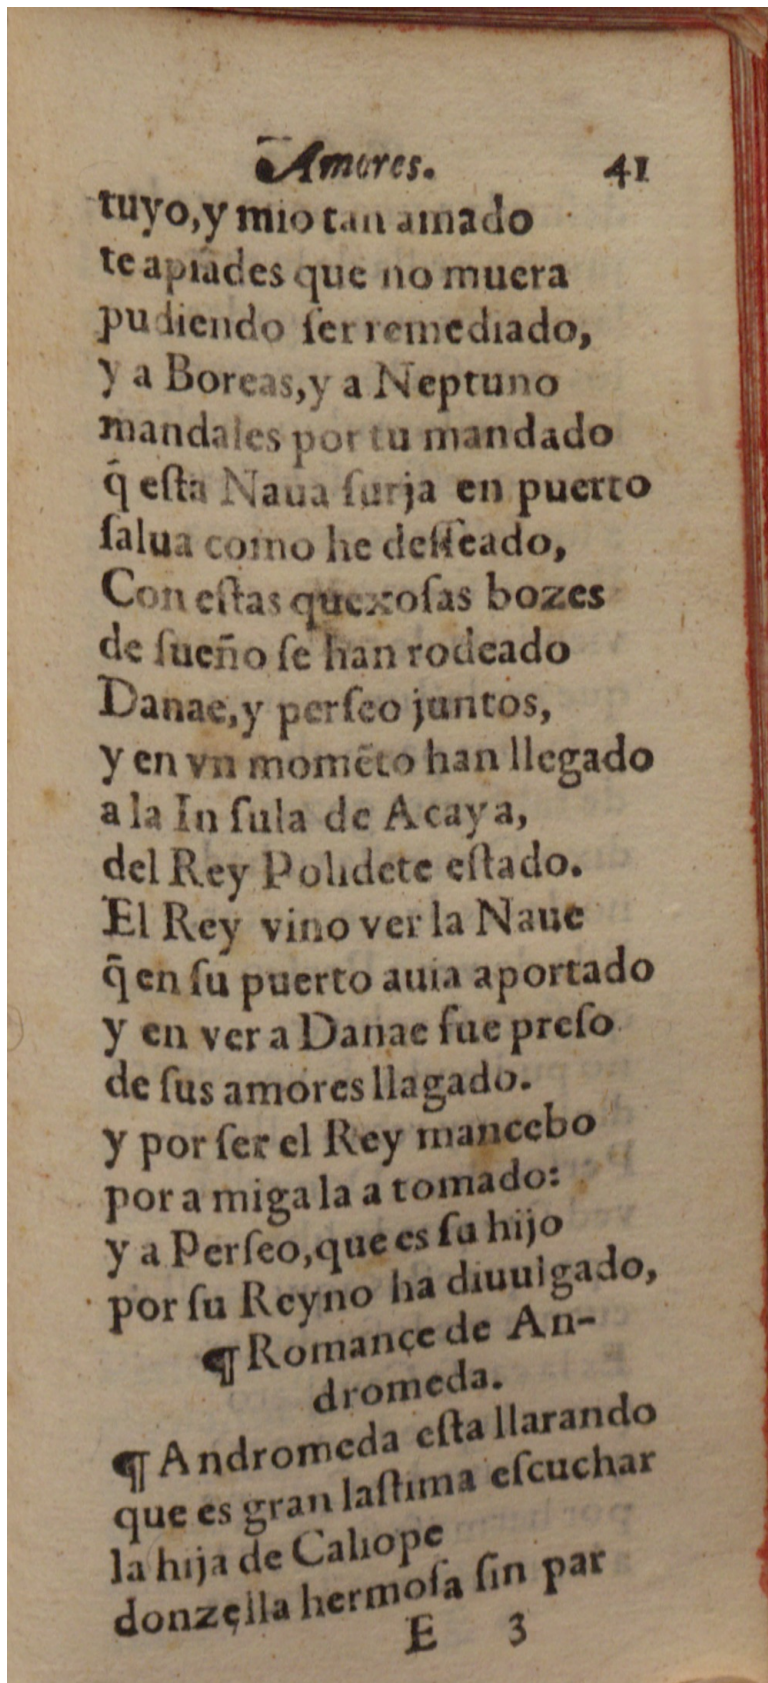 Amores. 41
tuyo, y mio tan amado
te apiades que no muera
pudiendo ſer remediado,
y a Boreas, y a Neptuno
mandales por tu mandado
q̃ eſta Naua ſurja en puerto
ſalua como he deſſeado,
Con eſtas quexoſas bozes
de ſueño ſe han rodeado
Danae, y perſeo juntos,
y en vn momẽto han llegado
a la In ſula de Acaya,
del Rey Polidete eſtado.
El Rey vino ver la Naue
q̃ en ſu puerto auia aportado
y en ver a Danae fue preſo
de ſus amores llagado.
y por ſer el Rey mancebo
por a miga la a tomado:
y a Perſeo, que es ſu hijo
por ſu Reyno ha diuulgado,
¶ Romançe de An-
dromeda.
¶ Andromeda eſta llarando
que es gran laſtima eſcuchar
la hija de Caliope
donzella hermoſa ſin par
E 3